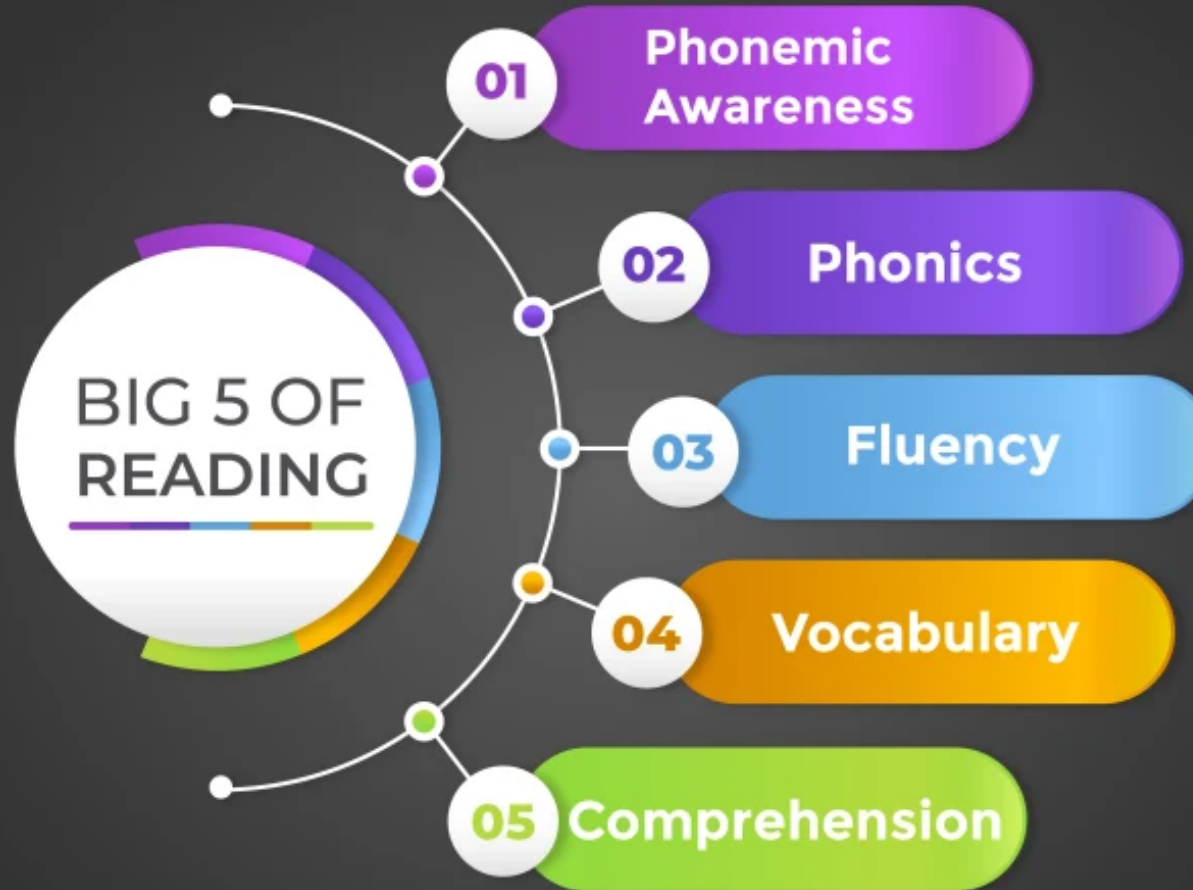 BIG 5 OF
READING
01
Phonemic
Awareness
02
Phonics
03
Fluency
04
Vocabulary
05
Comprehension